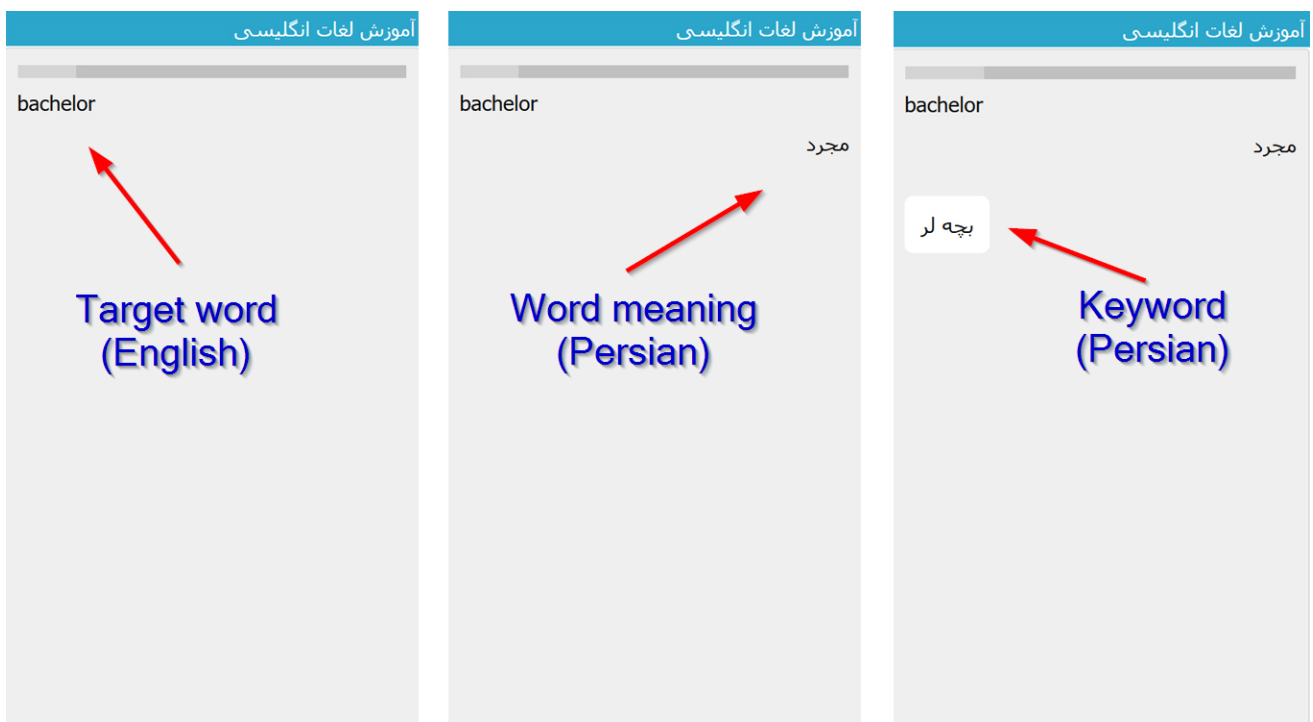 آموزش لغات انگلیسی
bachelor
Target word
(English)
آموزش لغات انگلیسی
bachelor
مجرد
Word meaning
(Persian)
آموزش لغات انگلیسی
bachelor
مجرد
بچه لر
Keyword
(Persian)